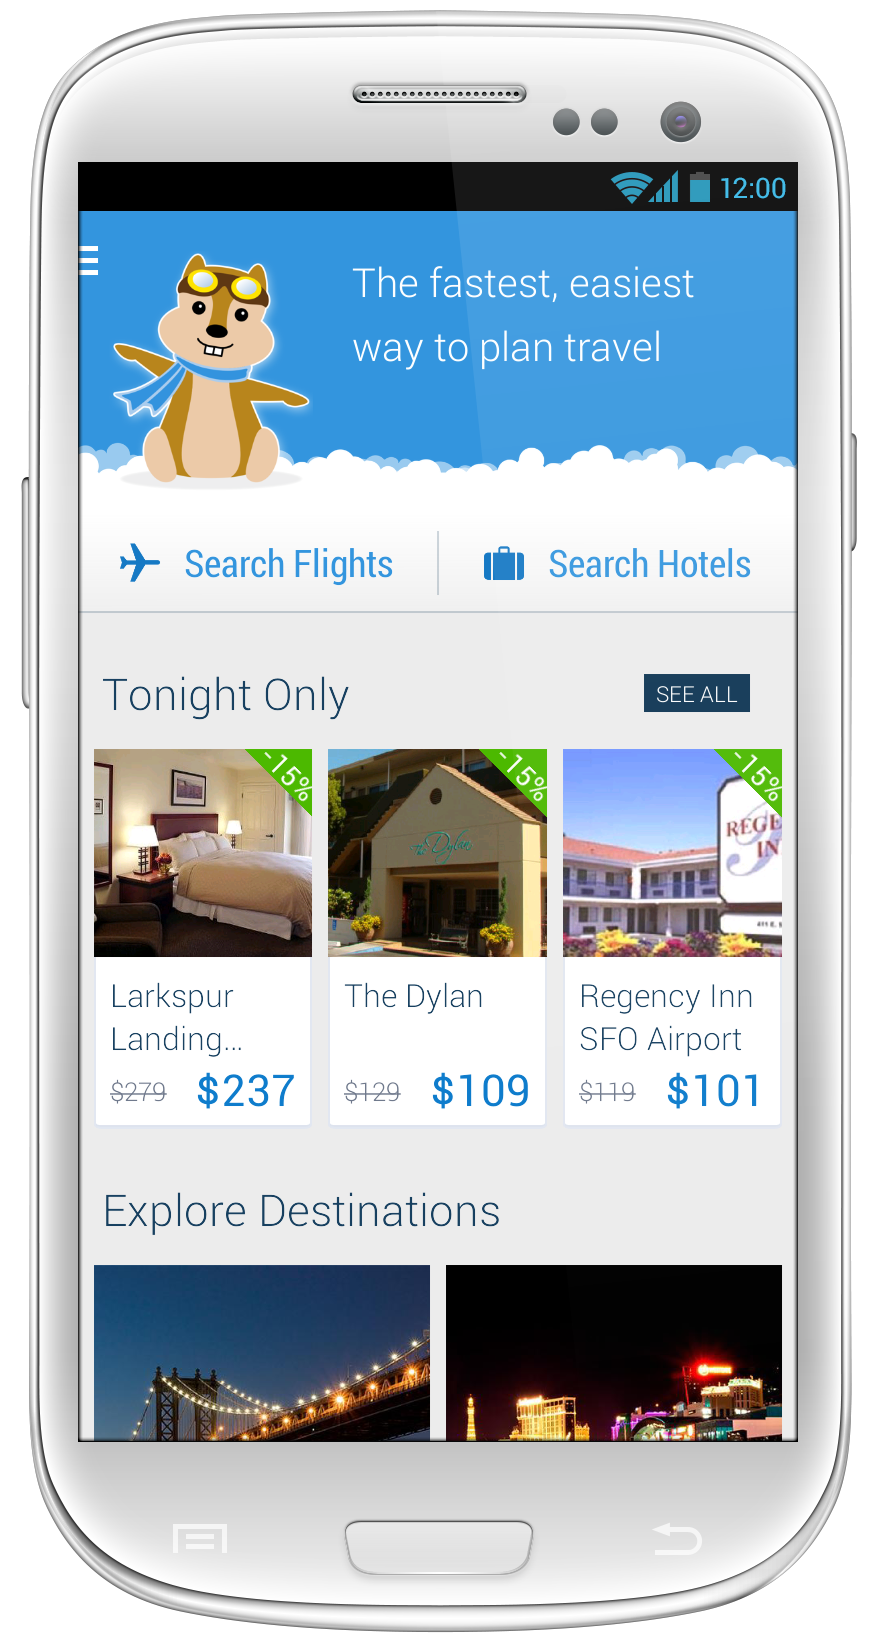 12:00
The fastest, easiest
way to plan travel
Search Flights
Search Hotels
Tonight Only
SEE ALL
-15%
-15%
-15%
The Dylan
REGE
IN
Larkspur
Landing...
The Dylan
Regency Inn
SFO Airport
$279 $237
$129 $109
$119 $101
Explore Destinations